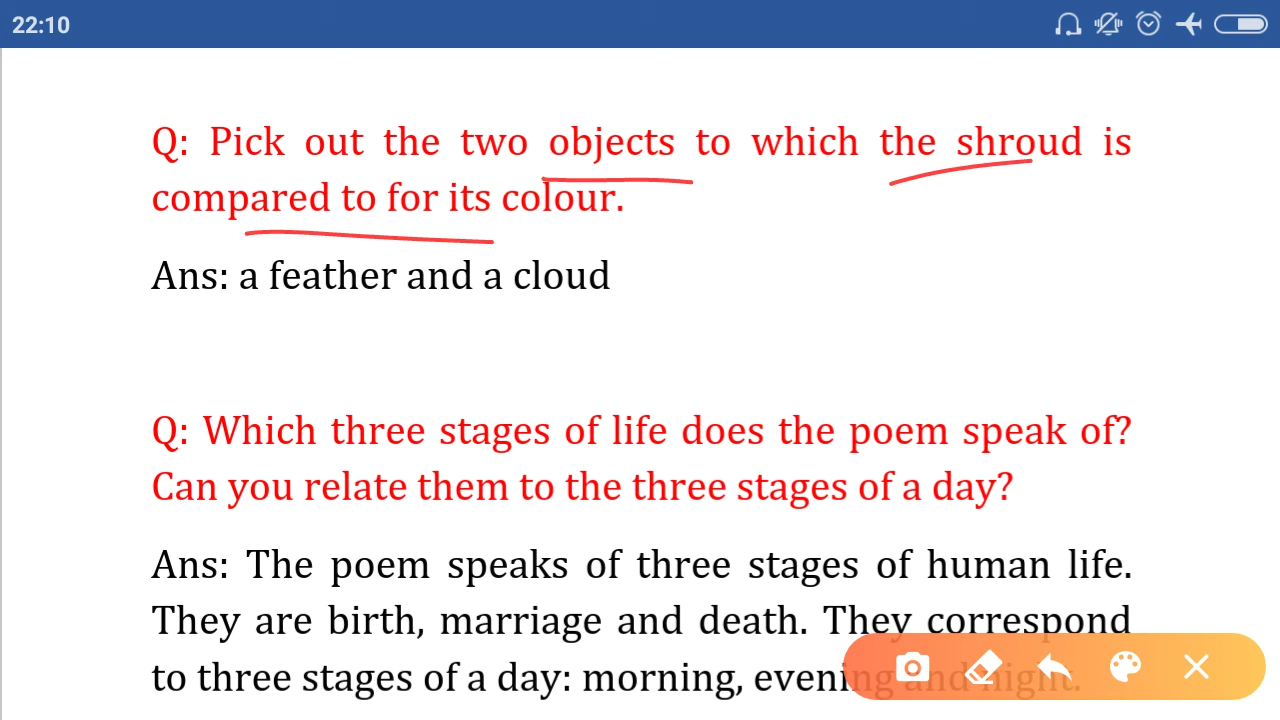 22:10
Q: Pick out the two objects to which the shroud is
compared to for its colour.
Ans: a feather and a cloud
Q: Which three stages of life does the poem speak of?
Can you relate them to the three stages of a day?
Ans: The poem speaks of three stages of human life.
They are birth, marriage and death. They correspond
to three stages of a day: morning, evening and night.